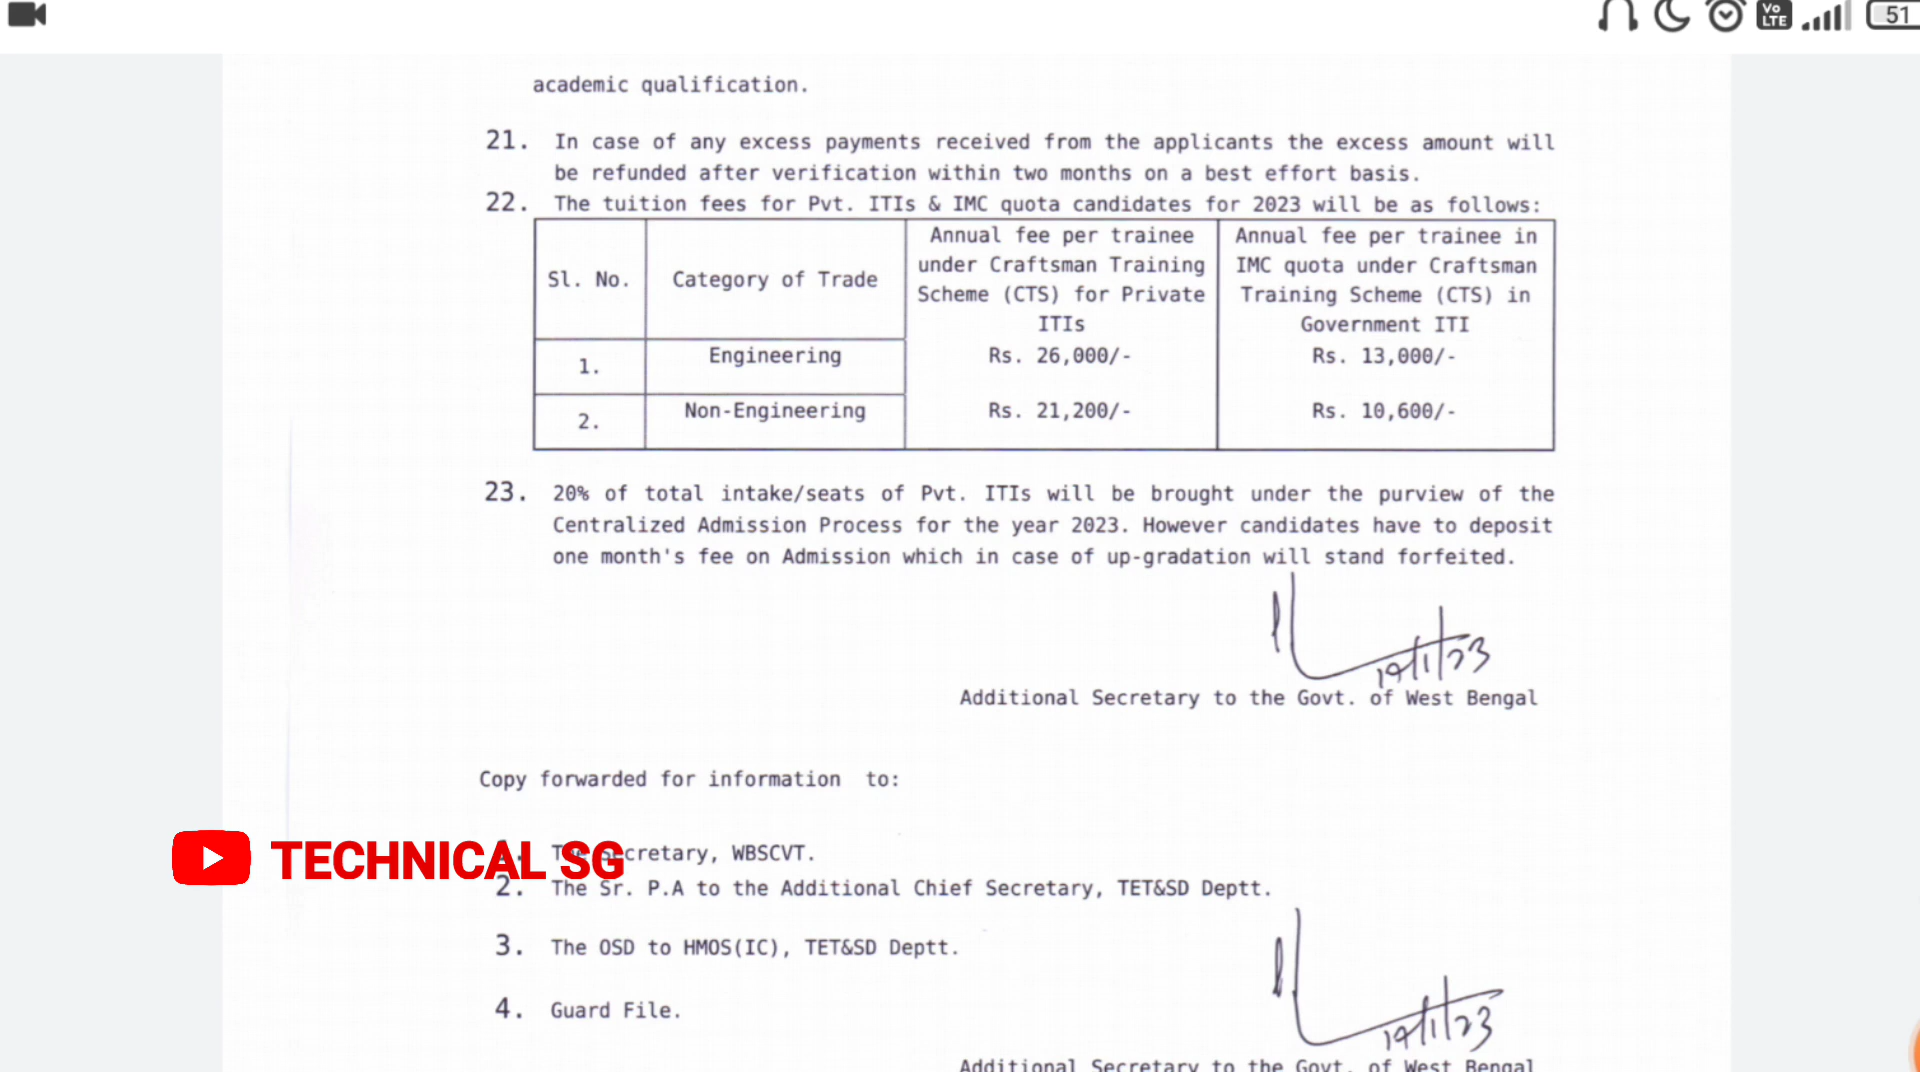 Vo
LTE
51
academic qualification.
21. In case of any excess payments received from the applicants the excess amount will
be refunded after verification within two months on a best effort basis.
22. The tuition fees for Pvt. ITIs & IMC quota candidates for 2023 will be as follows:
Sl. No.
Category of Trade
Annual fee per trainee
under Craftsman Training
Scheme (CTS) for Private
ITIs
Annual fee per trainee in
IMC quota under Craftsman
Training Scheme (CTS) in
Government ITI
1. Engineering Rs. 26,000/- Rs. 13,000/-
2. Non-Engineering Rs. 21,200/- Rs. 10,600/-
23. 20% of total intake/seats of Pvt. ITIs will be brought under the purview of the
Centralized Admission Process for the year 2023. However candidates have to deposit
one month's fee on Admission which in case of up-gradation will stand forfeited.
19/1/23
Additional Secretary to the Govt. of West Bengal
Copy forwarded for information to:
TECHNICAL SG
The Secretary, WBSCVT.
2. The Sr. P.A to the Additional Chief Secretary, TET&SD Deptt.
3. The OSD to HMOS(IC), TET&SD Deptt.
4. Guard File.
19/1/23
Additional Secretary to the Govt. of West Bengal